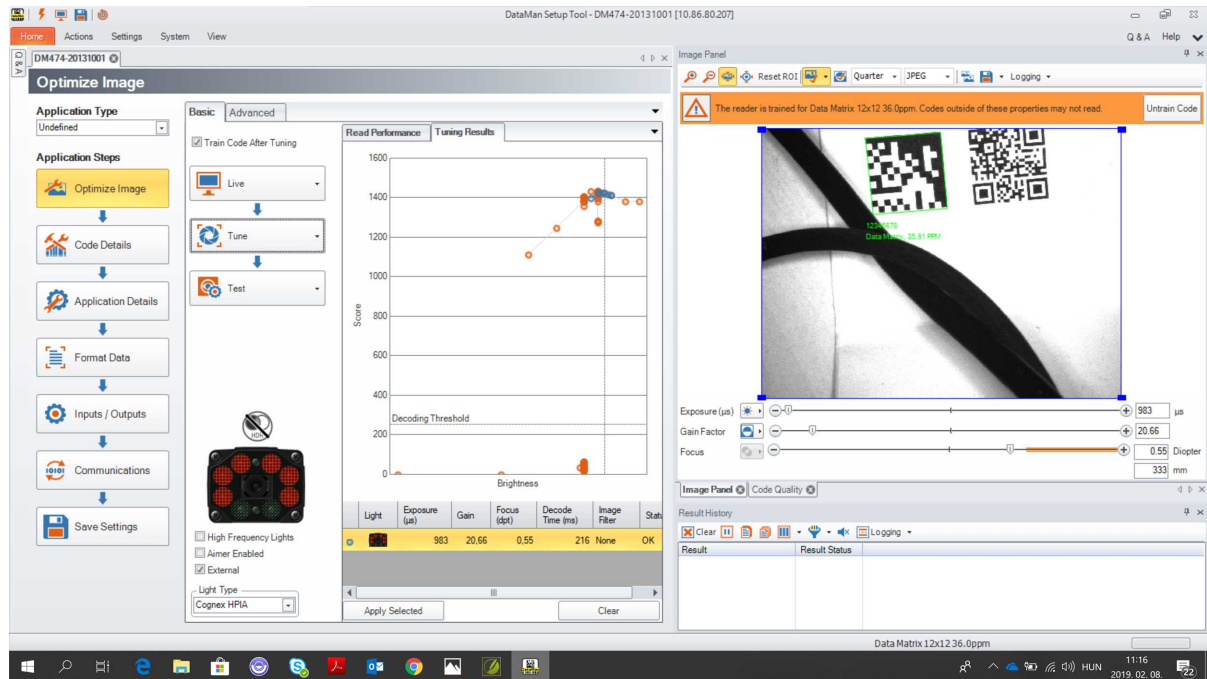 DataMan Setup Tool - DM474-20131001 [10.86.80.207]
Home Actions Settings System View
Q & A Help
Q & A
DM474-20131001
Optimize Image
Application Type
Undefined
Application Steps
Optimize Image
Code Details
Application Details
Format Data
Inputs / Outputs
Communications
Save Settings
Basic Advanced
Train Code After Tuning
Live
Tune
Test
HDR
High Frequency Lights
Aimer Enabled
External
Light Type
Cognex HPIA
Read Performance Tuning Results
1600
1400
1200
1000
800
600
400
200
0
Score
Decoding Threshold
Brightness
Light Exposure (µs) Gain Focus (dpt) Decode Time (ms) Image Filter Statu
983 20,66 0,55 216 None OK
Apply Selected Clear
Image Panel
Reset ROI Quarter JPEG Logging
The reader is trained for Data Matrix 12x12 36.0ppm. Codes outside of these properties may not read.
Untrain Code
12345678
Data Matrix: 35.91 PPM
Exposure (µs) 983 µs
Gain Factor 20.66
Focus 0.55 Diopter
333 mm
Image Panel Code Quality
Result History
Clear Logging
Result Result Status
Data Matrix 12x12 36.0ppm
HUN
11:16
2019. 02. 08.
22